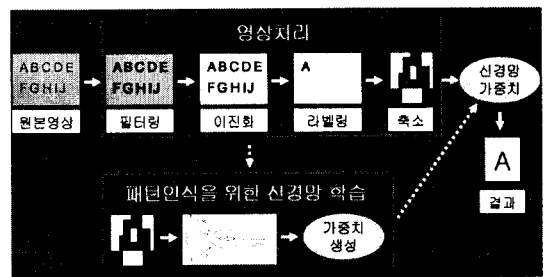 영상처리
ABCDE
FGHIJ
ABCDE
FGHIJ
ABCDE
FGHIJ
A
신경망
가중치
원본영상
필터링
이진화
라벨링
축소
A
결과
패턴인식을 위한 신경망 학습
가중치
생성